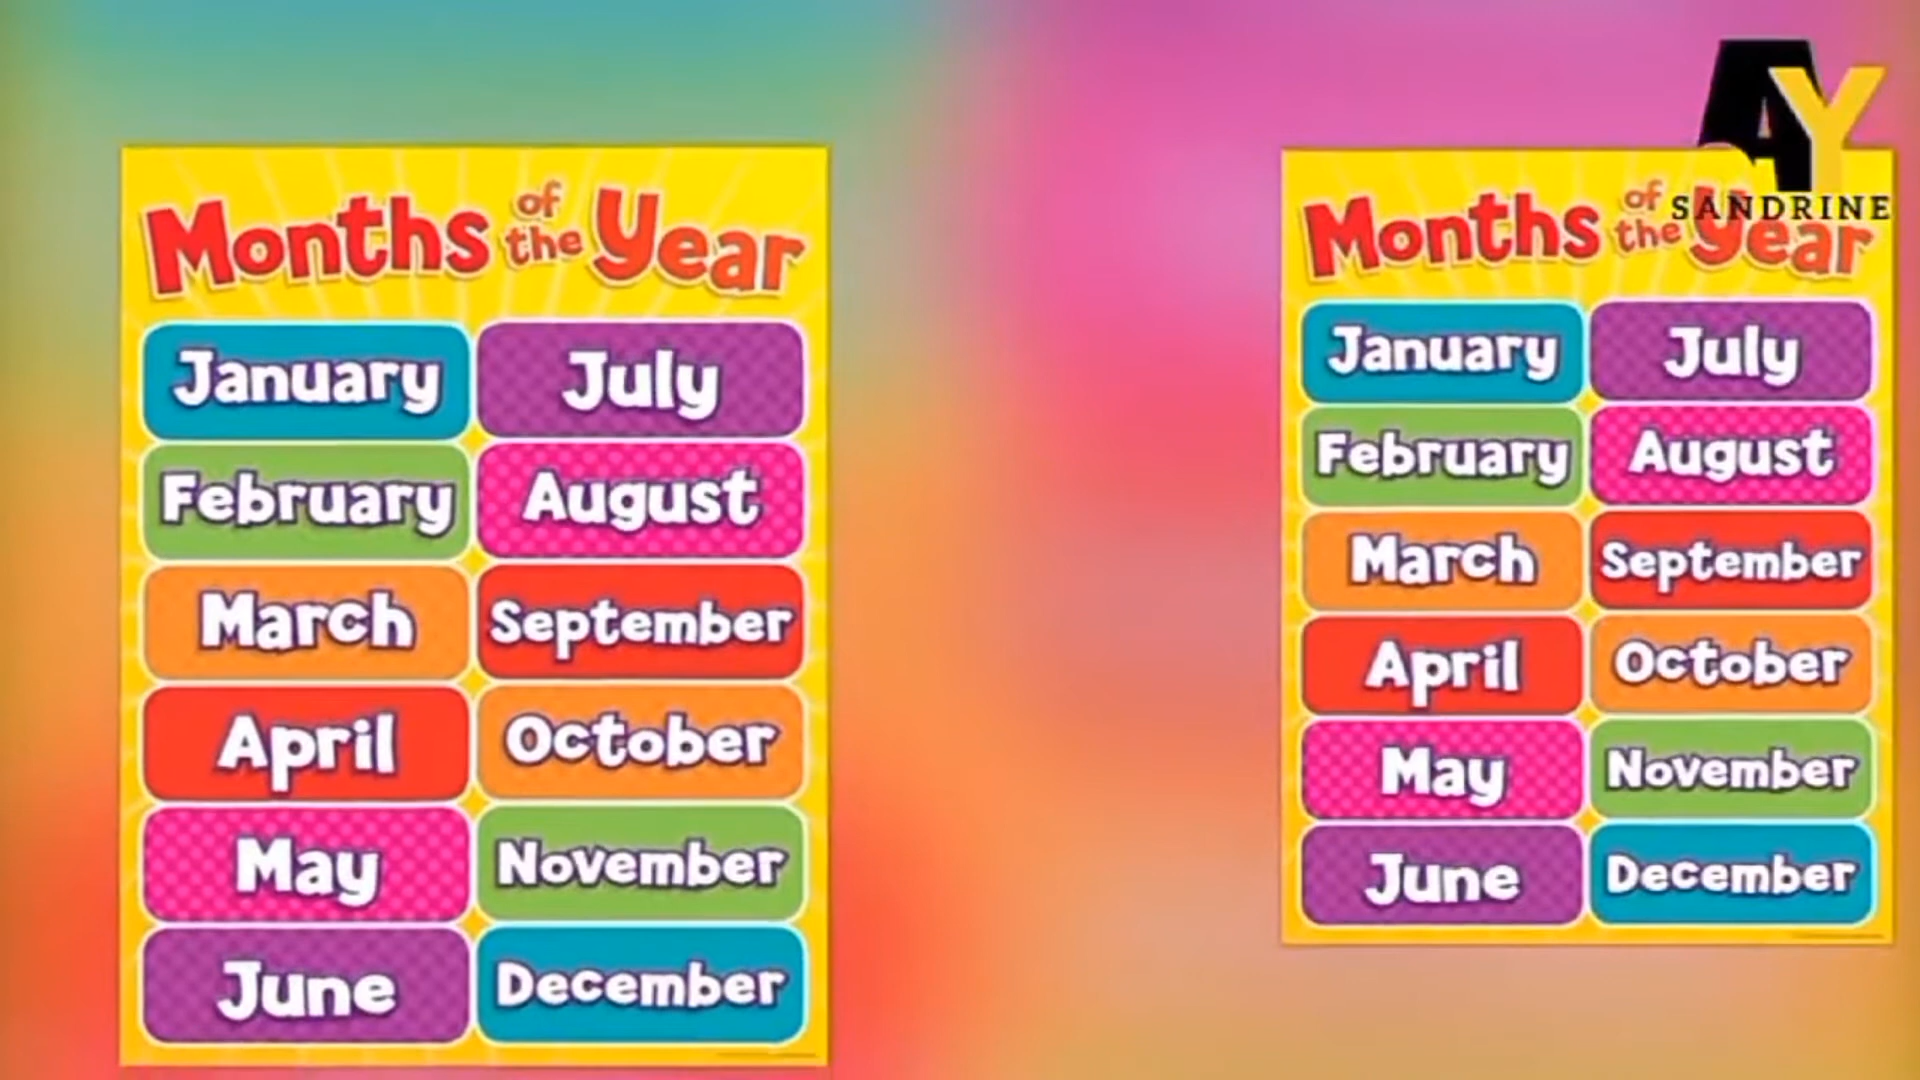 Months of the Year
January July
February August
March September
April October
May November
June December
AY
SANDRINE
Months of the Year
January July
February August
March September
April October
May November
June December